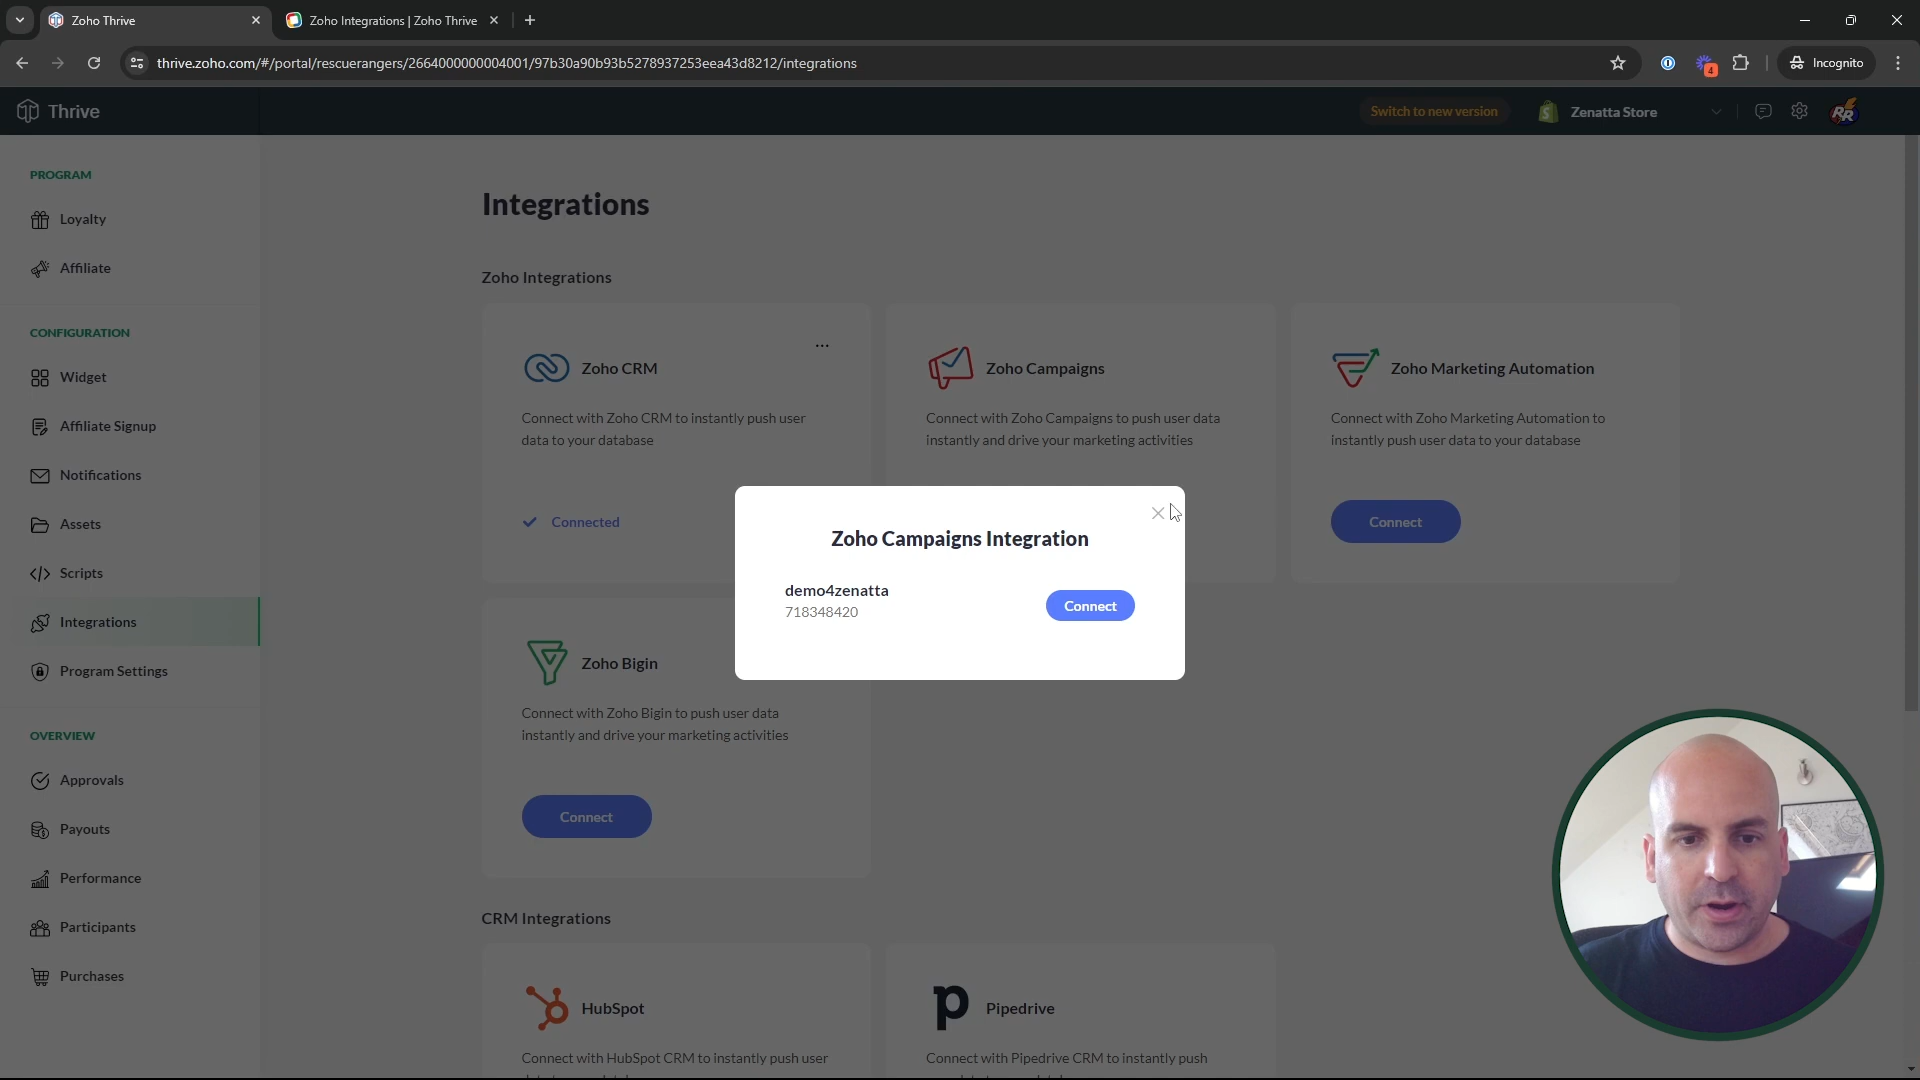 Zoho Thrive
Zoho Integrations | Zoho Thrive
thrive.zoho.com/#/portal/rescuerangers/2664000000004001/97b30a90b93b5278937253eea43d8212/integrations
4
Incognito
Thrive
Switch to new version
Zenatta Store
RR
PROGRAM
Loyalty
Affiliate
CONFIGURATION
Widget
Affiliate Signup
Notifications
Assets
Scripts
Integrations
Program Settings
OVERVIEW
Approvals
Payouts
Performance
Participants
Purchases
Integrations
Zoho Integrations
Zoho CRM
Connect with Zoho CRM to instantly push user
data to your database
Connected
Zoho Campaigns
Connect with Zoho Campaigns to push user data
instantly and drive your marketing activities
Zoho Marketing Automation
Connect with Zoho Marketing Automation to
instantly push user data to your database
Connect
Zoho Campaigns Integration
demo4zenatta
718348420
Connect
Zoho Bigin
Connect with Zoho Bigin to push user data
instantly and drive your marketing activities
Connect
CRM Integrations
HubSpot
Connect with HubSpot CRM to instantly push user
Pipedrive
Connect with Pipedrive CRM to instantly push